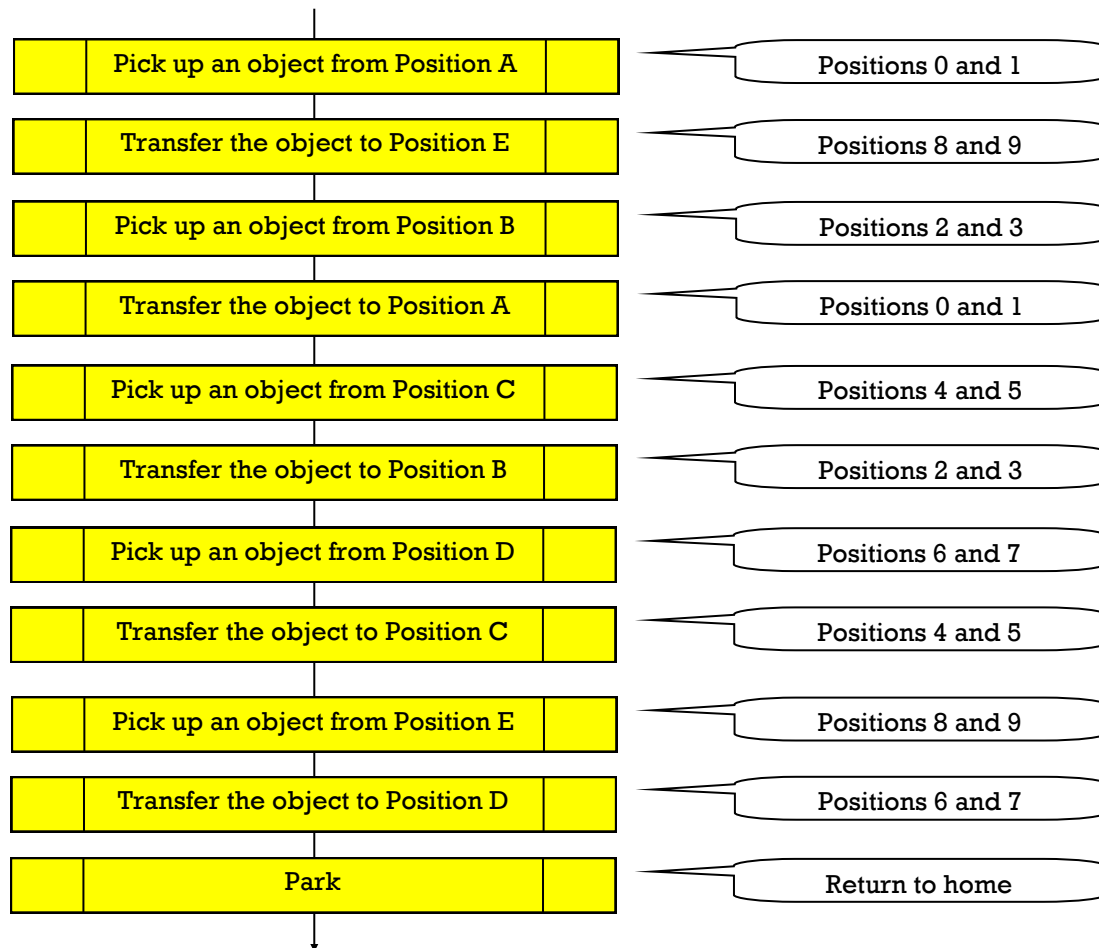 Pick up an object from Position A
Positions 0 and 1
Transfer the object to Position E
Positions 8 and 9
Pick up an object from Position B
Positions 2 and 3
Transfer the object to Position A
Positions 0 and 1
Pick up an object from Position C
Positions 4 and 5
Transfer the object to Position B
Positions 2 and 3
Pick up an object from Position D
Positions 6 and 7
Transfer the object to Position C
Positions 4 and 5
Pick up an object from Position E
Positions 8 and 9
Transfer the object to Position D
Positions 6 and 7
Park
Return to home